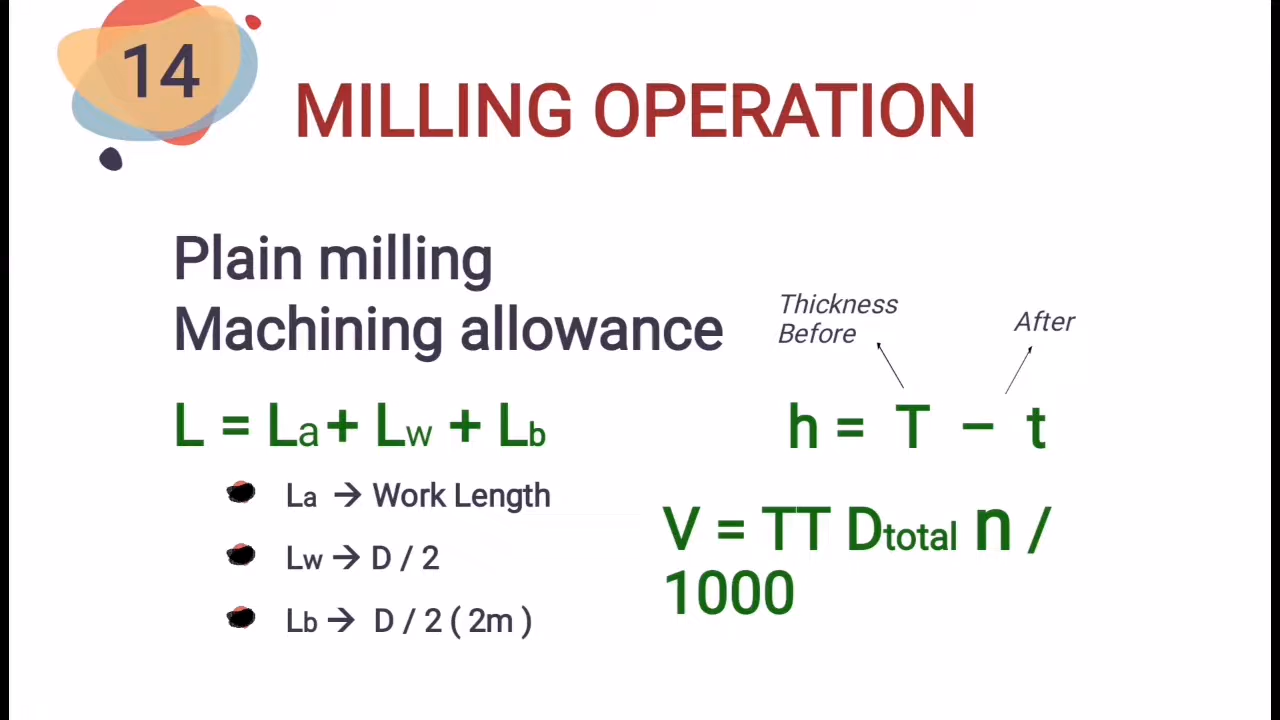 14
MILLING OPERATION
Plain milling
Machining allowance
Thickness
Before
After
L = La + Lw + Lb
h = T – t
La → Work Length
Lw → D / 2
Lb → D / 2 ( 2m )
V = TT Dtotal n /
1000